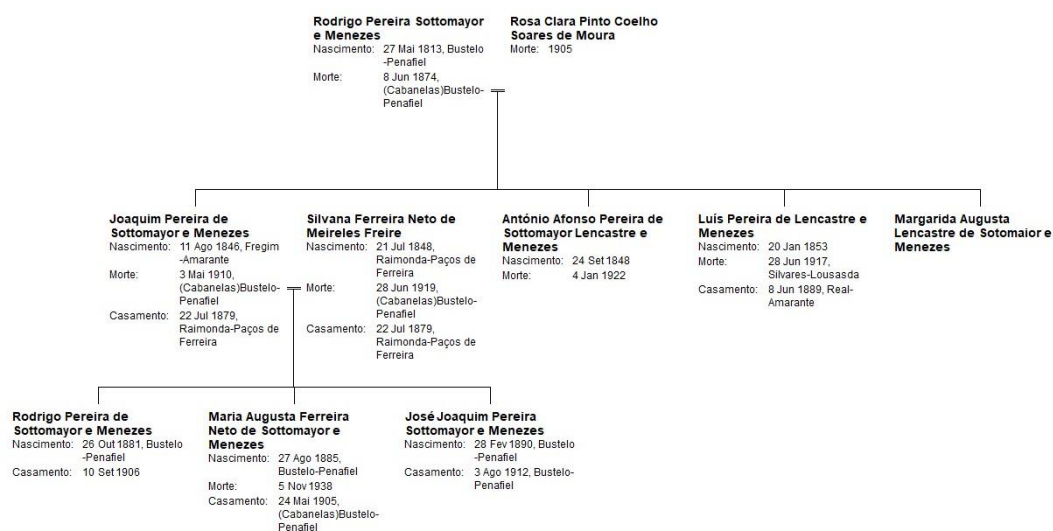 Rodrigo Pereira Sottomayor
e Menezes
Nascimento: 27 Mai 1813, Bustelo
-Penafiel
Morte: 8 Jun 1874,
(Cabanelas)Bustelo-
Penafiel
Rosa Clara Pinto Coelho
Soares de Moura
Morte: 1905
Joaquim Pereira de
Sottomayor e Menezes
Nascimento: 11 Ago 1846, Fregim
-Amarante
Morte: 3 Mai 1910,
(Cabanelas)Bustelo-
Penafiel
Casamento: 22 Jul 1879,
Raimonda-Paços de
Ferreira
Silvana Ferreira Neto de
Meireles Freire
Nascimento: 21 Jul 1848,
Raimonda-Paços de
Ferreira
Morte: 28 Jun 1919,
(Cabanelas)Bustelo-
Penafiel
Casamento: 22 Jul 1879,
Raimonda-Paços de
Ferreira
António Afonso Pereira de
Sottomayor Lencastre e
Menezes
Nascimento: 24 Set 1848
Morte: 4 Jan 1922
Luís Pereira de Lencastre e
Menezes
Nascimento: 20 Jan 1853
Morte: 28 Jun 1917,
Silvares-Lousasda
Casamento: 8 Jun 1889, Real-
Amarante
Margarida Augusta
Lencastre de Sotomaior e
Menezes
Rodrigo Pereira de
Sottomayor e Menezes
Nascimento: 26 Out 1881, Bustelo
-Penafiel
Casamento: 10 Set 1906
Maria Augusta Ferreira
Neto de Sottomayor e
Menezes
Nascimento: 27 Ago 1885,
Bustelo-Penafiel
Morte: 5 Nov 1938
Casamento: 24 Mai 1905,
(Cabanelas)Bustelo-
Penafiel
José Joaquim Pereira
Sottomayor e Menezes
Nascimento: 28 Fev 1890, Bustelo
-Penafiel
Casamento: 3 Ago 1912, Bustelo-
Penafiel